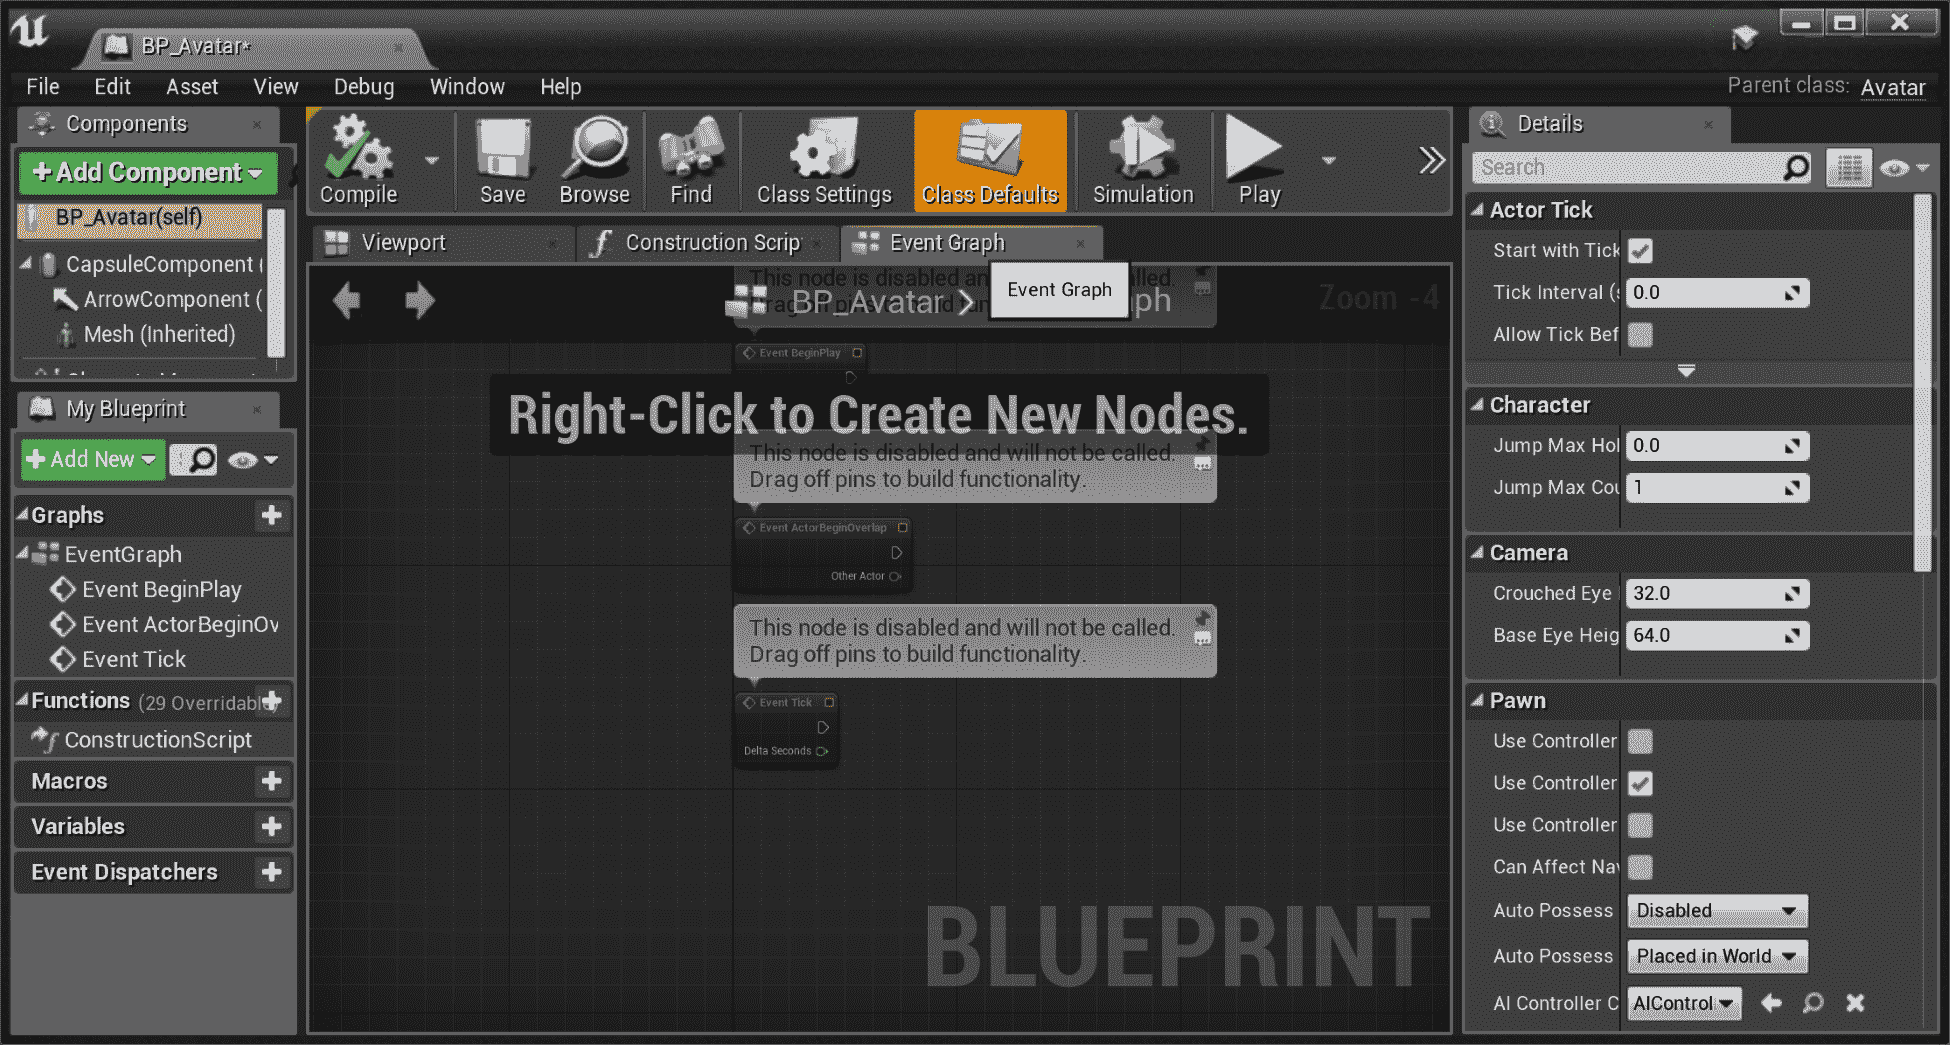 BP_Avatar*
File Edit Asset View Debug Window Help
Parent class: Avatar
Components
Add Component
BP_Avatar(self)
CapsuleComponent (
ArrowComponent (
Mesh (Inherited)
My Blueprint
Add New
Graphs
EventGraph
Event BeginPlay
Event ActorBeginOv
Event Tick
Functions (29 Overridabl
ConstructionScript
Macros
Variables
Event Dispatchers
Compile
Save
Browse
Find
Class Settings
Class Defaults
Simulation
Play
Viewport
Construction Scrip
Event Graph
This node is disabled an lled.
BP_Avatar > ph
Event Graph
Zoom -4
Event BeginPlay
Right-Click to Create New Nodes.
This node is disabled and will not be called.
Drag off pins to build functionality.
Event ActorBeginOverlap
Other Actor
This node is disabled and will not be called.
Drag off pins to build functionality.
Event Tick
Delta Seconds
BLUEPRINT
Details
Search
Actor Tick
Start with Tick
Tick Interval (s 0.0
Allow Tick Bef
Character
Jump Max Hol 0.0
Jump Max Cou 1
Camera
Crouched Eye 32.0
Base Eye Heig 64.0
Pawn
Use Controller
Use Controller
Use Controller
Can Affect Nav
Auto Possess Disabled
Auto Possess Placed in World
AI Controller C AIControl